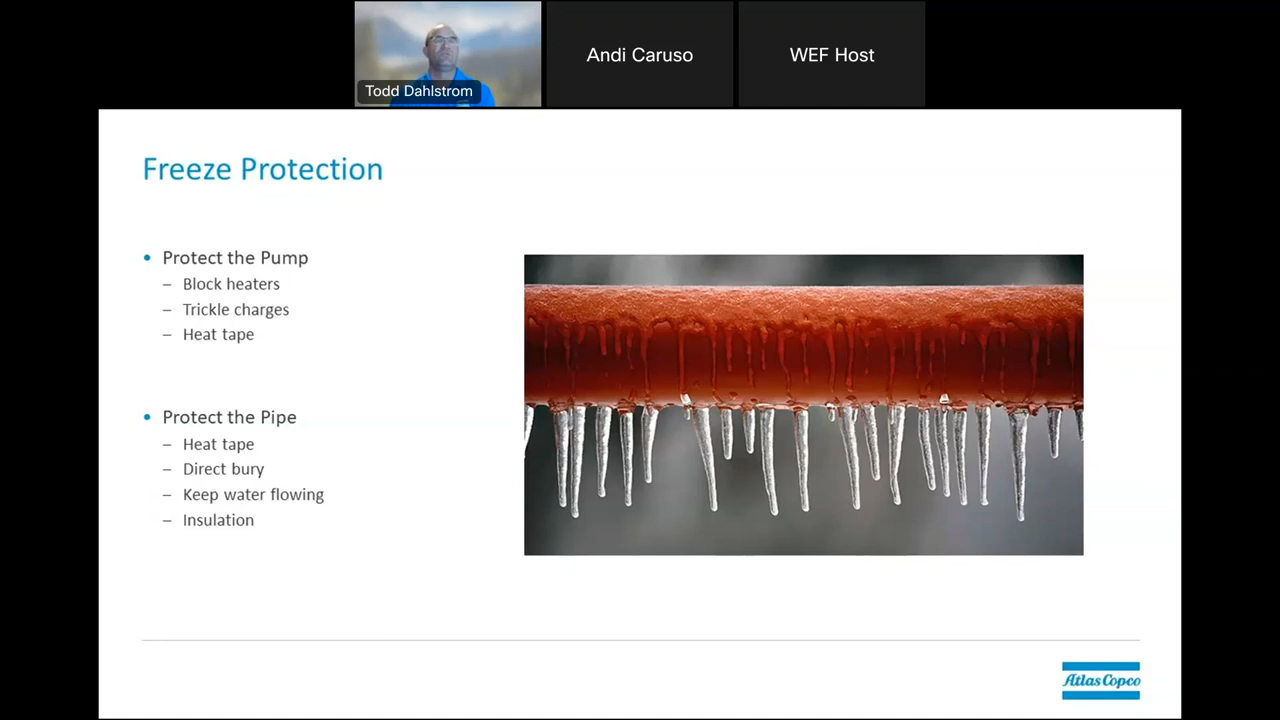 Todd Dahlstrom
Andi Caruso
WEF Host
Freeze Protection
• Protect the Pump
– Block heaters
– Trickle charges
– Heat tape
• Protect the Pipe
– Heat tape
– Direct bury
– Keep water flowing
– Insulation
Atlas Copco